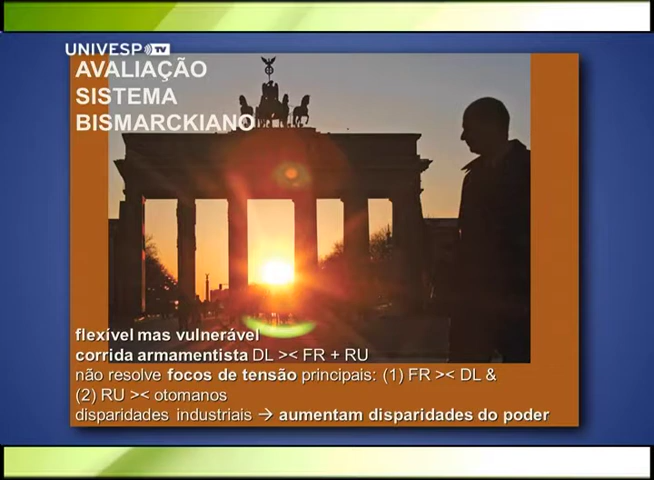 UNIVESP TV
AVALIAÇÃO
SISTEMA
BISMARCKIANO
flexível mas vulnerável
corrida armamentista DL >< FR + RU
não resolve focos de tensão principais: (1) FR >< DL &
(2) RU >< otomanos
disparidades industriais → aumentam disparidades do poder